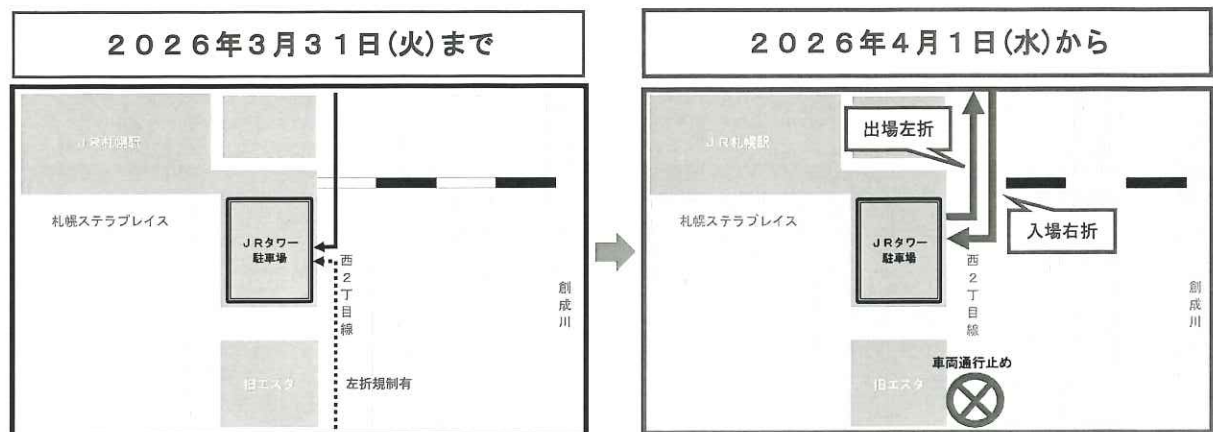 ２０２６年３月３１日(火)まで
ＪＲ札幌駅
札幌ステラプレイス
ＪＲタワー
駐車場
西２丁目線
創成川
旧エスタ
左折規制有
２０２６年４月１日(水)から
ＪＲ札幌駅
出場左折
札幌ステラプレイス
入場右折
ＪＲタワー
駐車場
西２丁目線
創成川
旧エスタ
車両通行止め